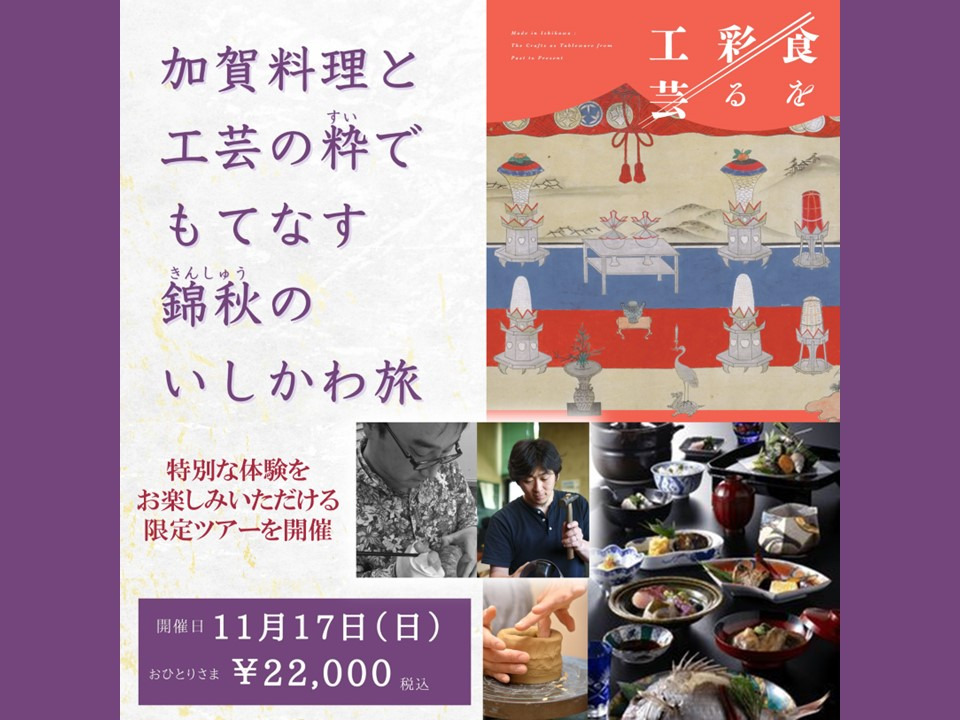 加賀料理と
工芸の粋で
すい
もてなす
錦秋の
きんしゅう
いしかわ旅
食を
彩る
工芸
Made in Ishikawa :
The Crafts as Tableware from
Past to Present
特別な体験を
お楽しみいただける
限定ツアーを開催
開催日 11月17日(日)
おひとりさま ¥22,000 税込